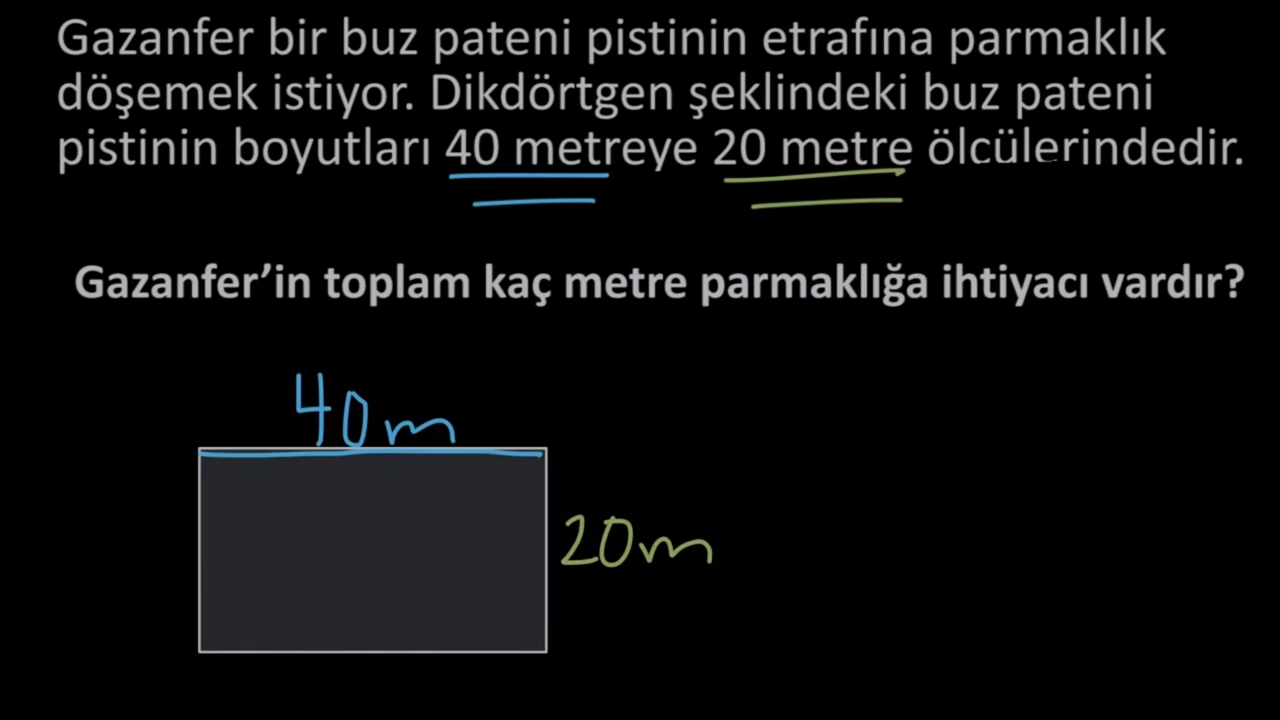 Gazanfer bir buz pateni pistinin etrafına parmaklık
döşemek istiyor. Dikdörtgen şeklindeki buz pateni
pistinin boyutları 40 metreye 20 metre ölcülerindedir.
Gazanfer’in toplam kaç metre parmaklığa ihtiyacı vardır?
40m
20m